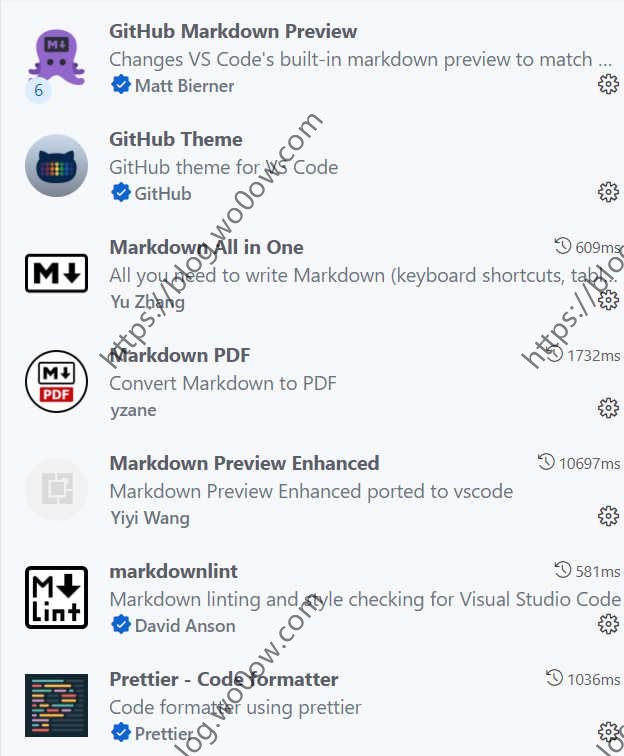 GitHub Markdown Preview
Changes VS Code's built-in markdown preview to match ...
Matt Bierner
6
GitHub Theme
GitHub theme for VS Code
GitHub
Markdown All in One 609ms
All you need to write Markdown (keyboard shortcuts, tabl...
Yu Zhang
M↓
Markdown PDF 1732ms
Convert Markdown to PDF
yzane
M↓
PDF
Markdown Preview Enhanced 10697ms
Markdown Preview Enhanced ported to vscode
Yiyi Wang
markdownlint 581ms
Markdown linting and style checking for Visual Studio Code
David Anson
M↓
Lint
Prettier - Code formatter 1036ms
Code formatter using prettier
Prettier
https://blog.wo0ow.com
https://blo
log.wo0ow.com